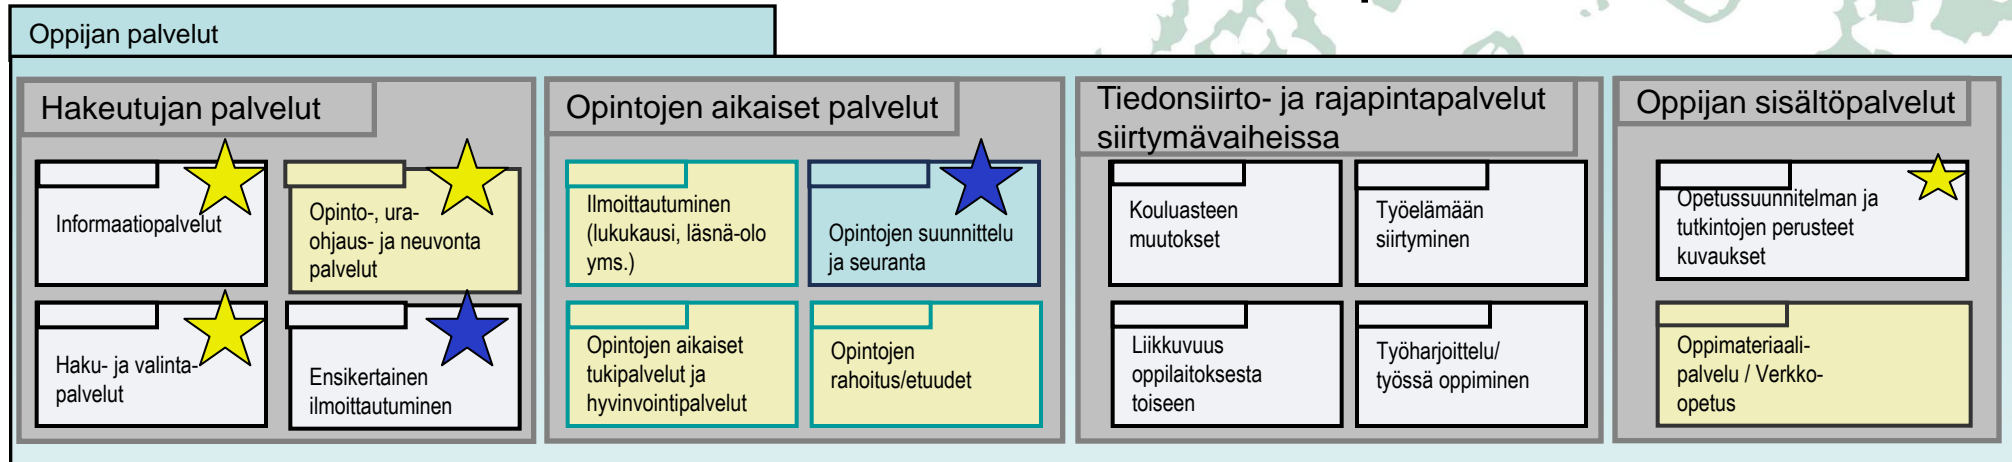 Oppijan palvelut
Hakeutujan palvelut
Informaatiopalvelut
Opinto-, ura-
ohjaus- ja neuvonta
palvelut
Haku- ja valinta-
palvelut
Ensikertainen
ilmoittautuminen
Opintojen aikaiset palvelut
Ilmoittautuminen
(lukukausi, läsnä-olo
yms.)
Opintojen suunnittelu
ja seuranta
Opintojen aikaiset
tukipalvelut ja
hyvinvointipalvelut
Opintojen
rahoitus/etuudet
Tiedonsiirto- ja rajapintapalvelut
siirtymävaiheissa
Kouluasteen
muutokset
Työelämään
siirtyminen
Liikkuvuus
oppilaitoksesta
toiseen
Työharjoittelu/
työssä oppiminen
Oppijan sisältöpalvelut
Opetussuunnitelman ja
tutkintojen perusteet
kuvaukset
Oppimateriaali-
palvelu / Verkko-
opetus